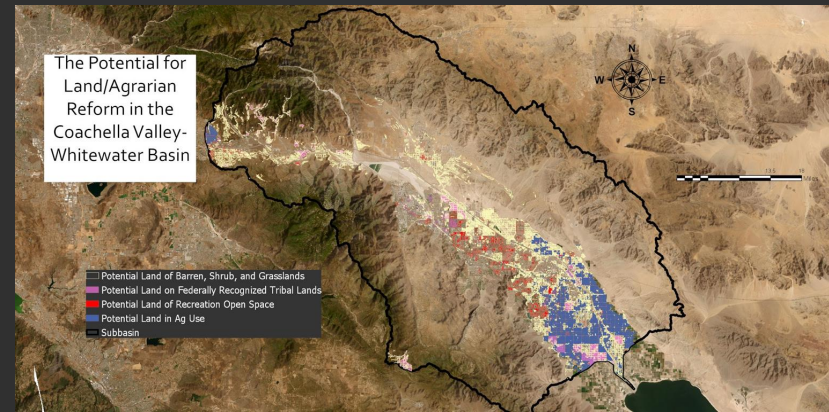 The Potential for
Land/Agrarian
Reform in the
Coachella Valley-
Whitewater Basin
N
W E
S
Potential Land of Barren, Shrub, and Grasslands
Potential Land on Federally Recognized Tribal Lands
Potential Land of Recreation Open Space
Potential Land in Ag Use
Subbasin